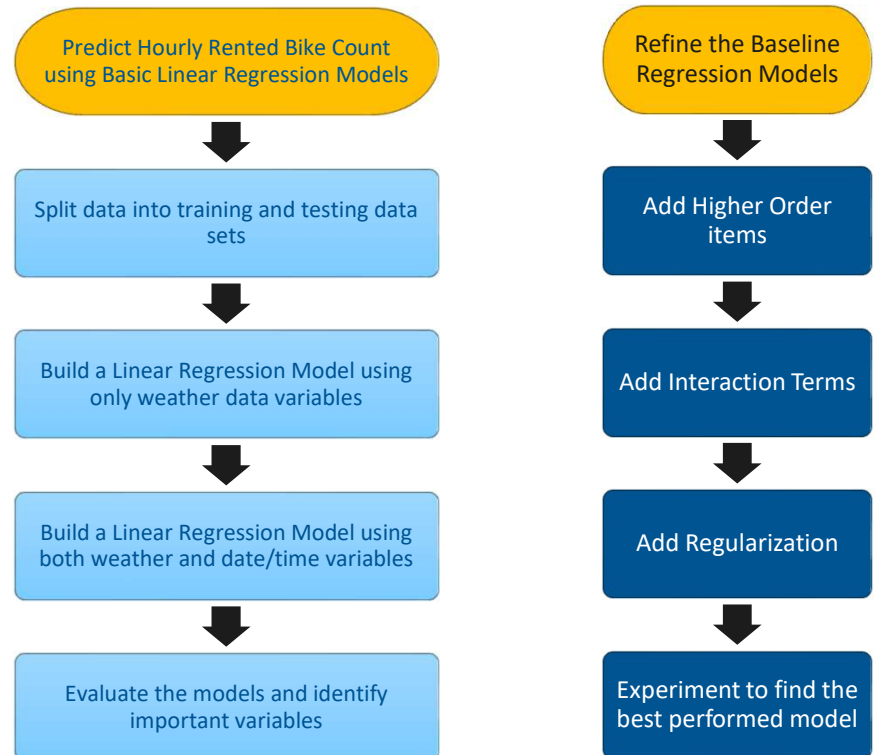 Predict Hourly Rented Bike Count
using Basic Linear Regression Models
Split data into training and testing data
sets
Build a Linear Regression Model using
only weather data variables
Build a Linear Regression Model using
both weather and date/time variables
Evaluate the models and identify
important variables
Refine the Baseline
Regression Models
Add Higher Order
items
Add Interaction Terms
Add Regularization
Experiment to find the
best performed model